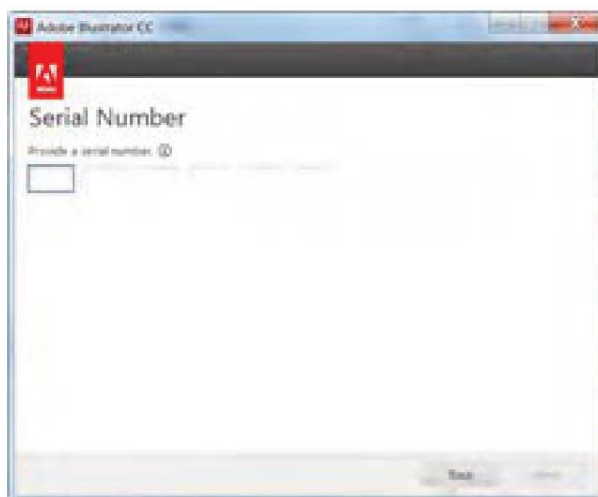 Adobe Illustrator CC
Serial Number
Provide a serial number.
Back